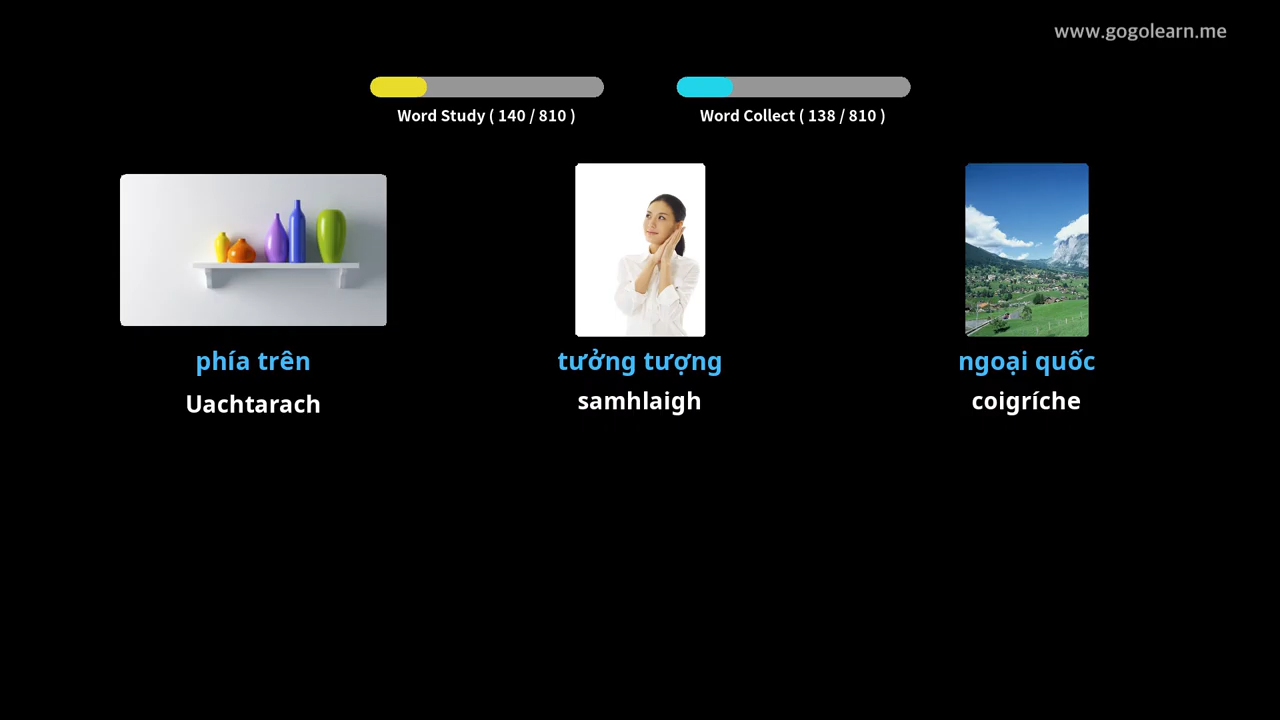 www.gogolearn.me
Word Study ( 140 / 810 )
Word Collect ( 138 / 810 )
phía trên
tưởng tượng
ngoại quốc
Uachtarach
samhlaigh
coigríche